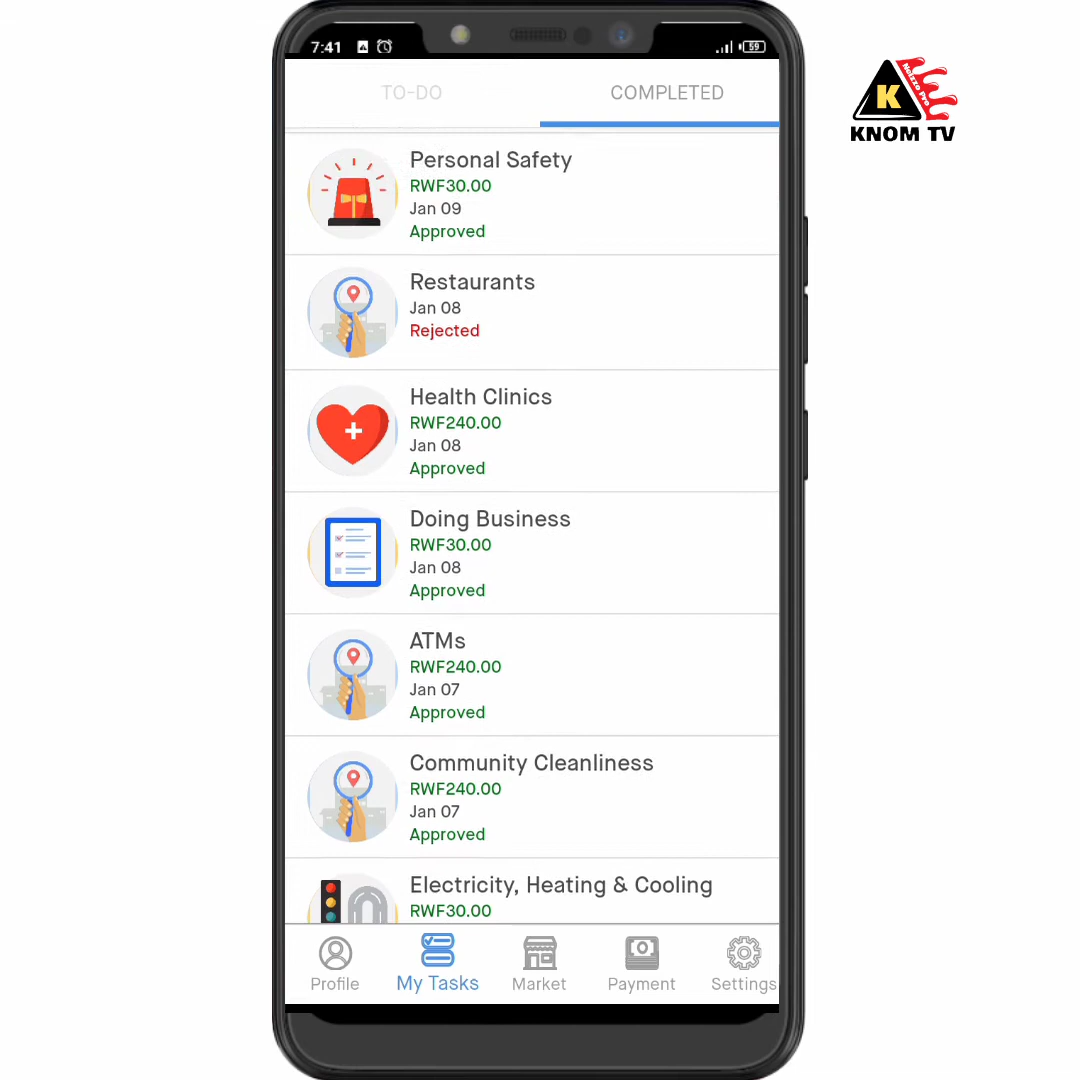 7:41
59
TO-DO
COMPLETED
Personal Safety
RWF30.00
Jan 09
Approved
Restaurants
Jan 08
Rejected
Health Clinics
RWF240.00
Jan 08
Approved
Doing Business
RWF30.00
Jan 08
Approved
ATMs
RWF240.00
Jan 07
Approved
Community Cleanliness
RWF240.00
Jan 07
Approved
Electricity, Heating & Cooling
RWF30.00
Profile
My Tasks
Market
Payment
Settings
K
KNOM TV